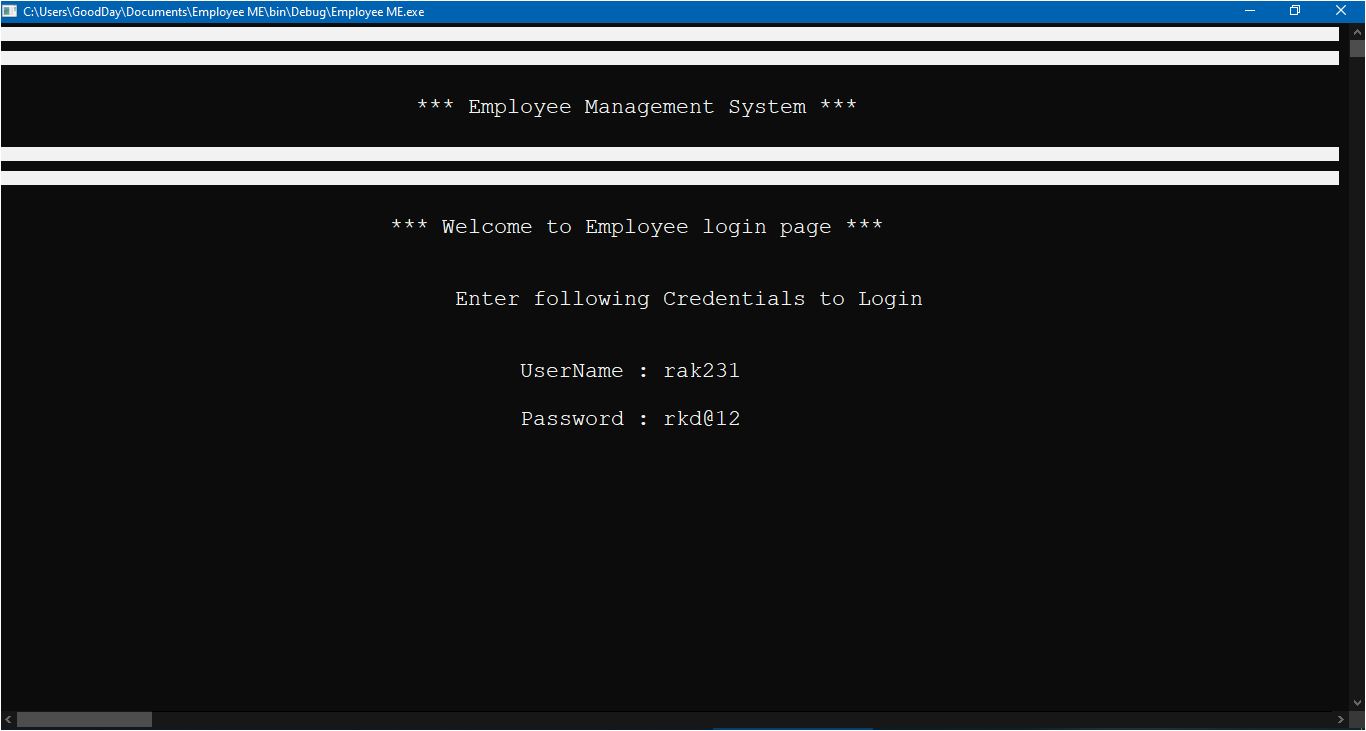 C:\Users\GoodDay\Documents\Employee ME\bin\Debug\Employee ME.exe
*** Employee Management System ***
*** Welcome to Employee login page ***
Enter following Credentials to Login
UserName : rak231
Password : rkd@12